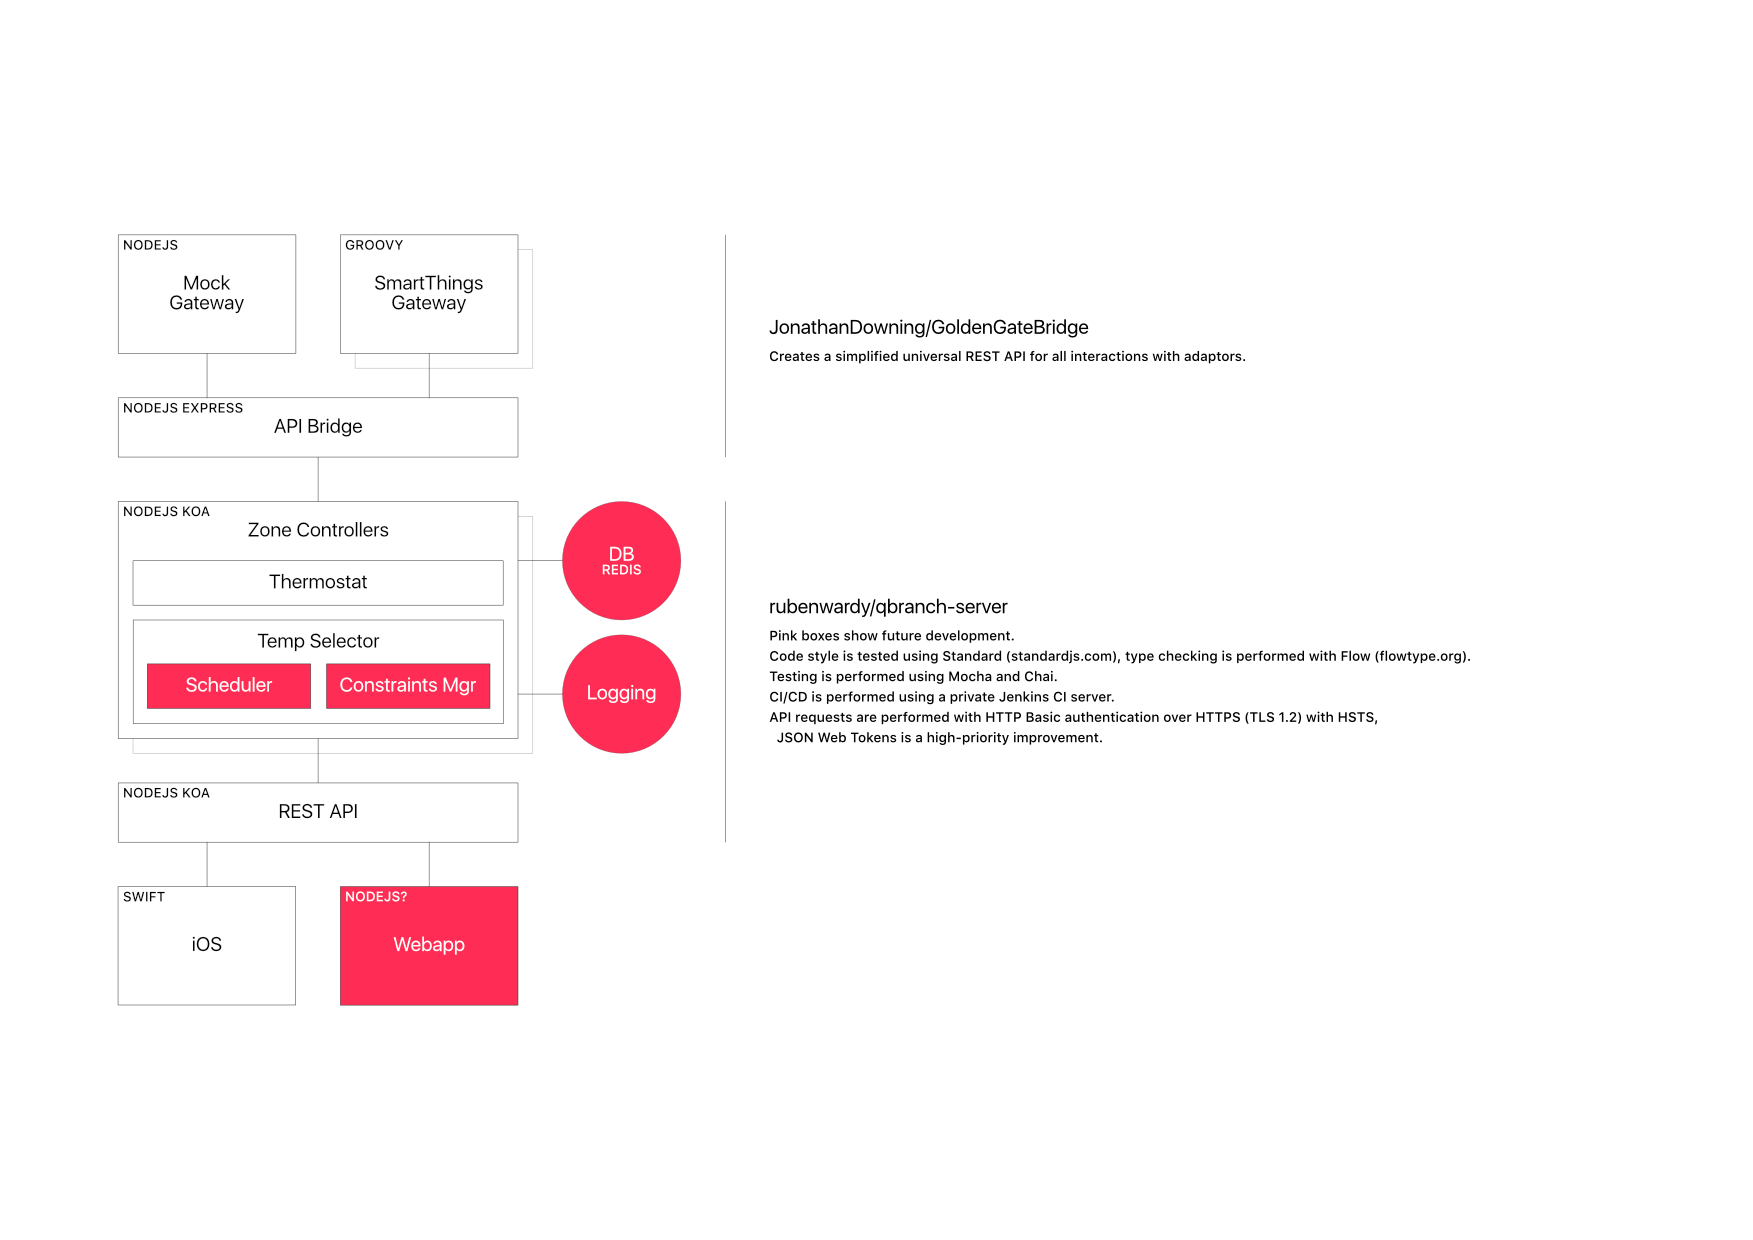 NODEJS
Mock
Gateway
GROOVY
SmartThings
Gateway
NODEJS EXPRESS
API Bridge
JonathanDowning/GoldenGateBridge
Creates a simplified universal REST API for all interactions with adaptors.
NODEJS KOA
Zone Controllers
Thermostat
Temp Selector
Scheduler
Constraints Mgr
DB
REDIS
Logging
rubenwardy/qbranch-server
Pink boxes show future development.
Code style is tested using Standard (standardjs.com), type checking is performed with Flow (flowtype.org).
Testing is performed using Mocha and Chai.
CI/CD is performed using a private Jenkins CI server.
API requests are performed with HTTP Basic authentication over HTTPS (TLS 1.2) with HSTS,
JSON Web Tokens is a high-priority improvement.
NODEJS KOA
REST API
SWIFT
iOS
NODEJS?
Webapp